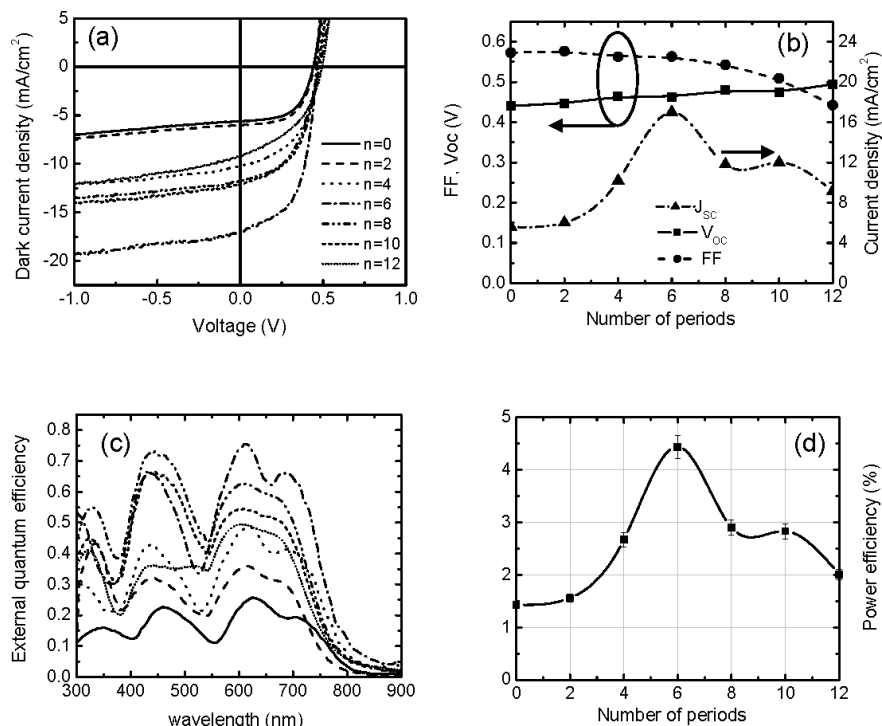 (a)
Dark current density (mA/cm²)
5
0
-5
-10
-15
-20
-1.0
-0.5
0.0
0.5
1.0
Voltage (V)
n=0
n=2
n=4
n=6
n=8
n=10
n=12
(b)
FF, Voc (V)
0.6
0.5
0.4
0.3
0.2
0.1
0.0
24
20
16
12
8
4
0
Current density (mA/cm²)
J_SC
V_OC
FF
0 2 4 6 8 10 12
Number of periods
(c)
External quantum efficiency
0.8
0.7
0.6
0.5
0.4
0.3
0.2
0.1
0.0
300 400 500 600 700 800 900
wavelength (nm)
(d)
5
4
3
2
1
0
Power efficiency (%)
0 2 4 6 8 10 12
Number of periods